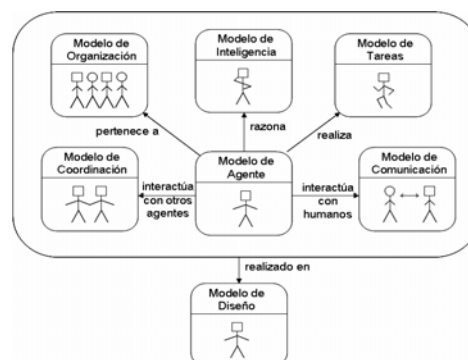 Modelo de
Organización
Modelo de
Inteligencia
Modelo de
Tareas
pertenece a
razona
realiza
Modelo de
Coordinación
interactúa
con otros
agentes
Modelo de
Agente
interactúa
con
humanos
Modelo de
Comunicación
realizado en
Modelo de
Diseño